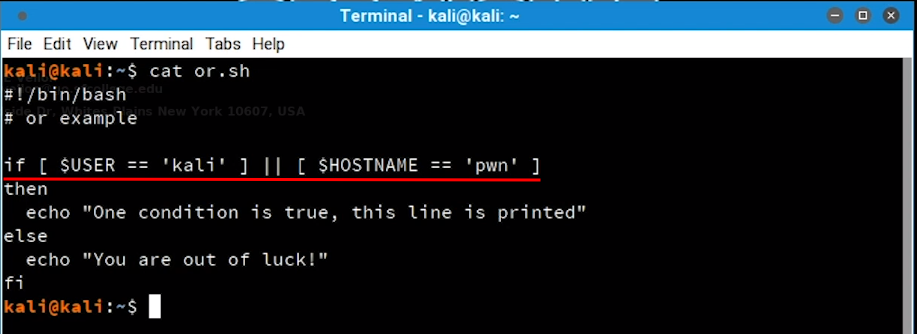 Terminal - kali@kali: ~
File Edit View Terminal Tabs Help
kali@kali:~$ cat or.sh
#!/bin/bash
# or example
if [ $USER == 'kali' ] || [ $HOSTNAME == 'pwn' ]
then
  echo "One condition is true, this line is printed"
else
  echo "You are out of luck!"
fi
kali@kali:~$